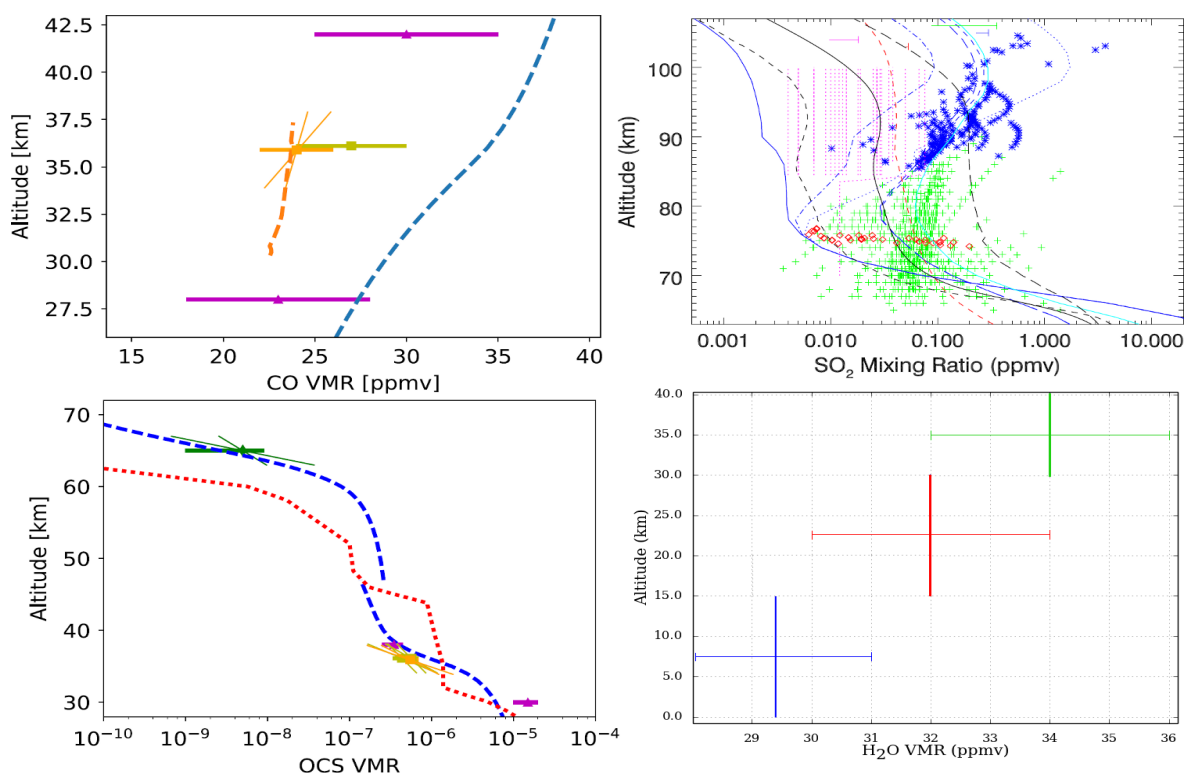 42.5
40.0
37.5
35.0
32.5
30.0
27.5
Altitude [km]
15 20 25 30 35 40
CO VMR [ppmv]
100
90
80
70
Altitude (km)
0.001 0.010 0.100 1.000 10.000
SO2 Mixing Ratio (ppmv)
70
60
50
40
30
Altitude [km]
10−10 10−9 10−8 10−7 10−6 10−5 10−4
OCS VMR
40.0
35.0
30.0
25.0
20.0
15.0
10.0
5.0
0.0
Altitude (km)
29 30 31 32 33 34 35 36
H2O VMR (ppmv)